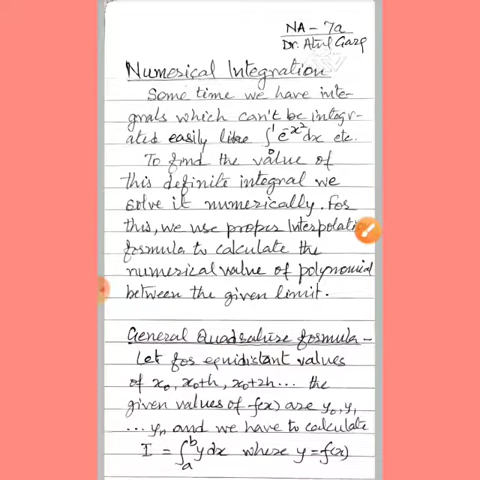 NA - 7a
Dr. Atul Garg
Numerical Integration
Some time we have inte-
grals which can't be integr-
ated easily like ∫₀¹ e^x² dx etc.
To find the value of
this definite integral we
solve it numerically. For
this, we use proper Interpolation
formula to calculate the
numerical value of polynomial
between the given limit.
General Quadrature formula -
Let for equidistant values
of x₀, x₀+h, x₀+2h... the
given values of f(x) are y₀, y₁
... yₙ and we have to calculate
I = ∫ₐᵇ y dx where y = f(x)